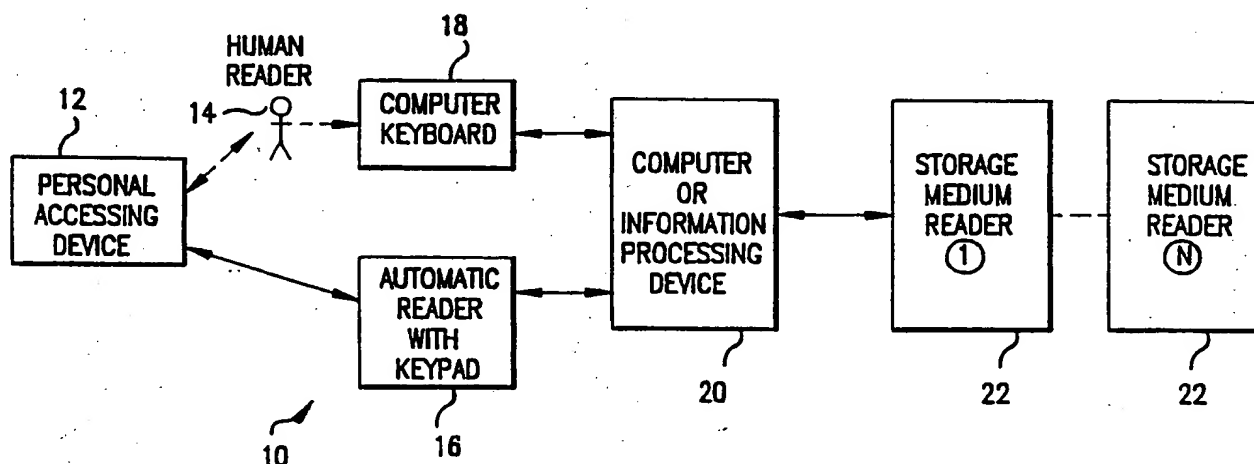 18
HUMAN
READER
12
14
COMPUTER
KEYBOARD
PERSONAL
ACCESSING
DEVICE
COMPUTER
OR
INFORMATION
PROCESSING
DEVICE
STORAGE
MEDIUM
READER
1
STORAGE
MEDIUM
READER
N
AUTOMATIC
READER
WITH
KEYPAD
10
16
20
22
22